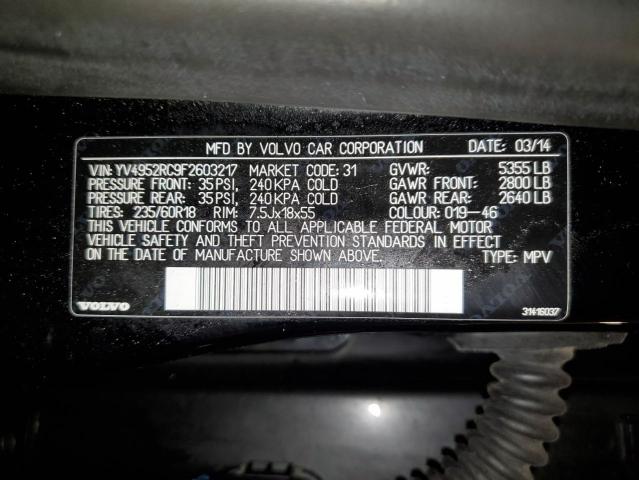 MFD BY VOLVO CAR CORPORATION DATE: 03/14
VIN: YV4952RC9F2603217 MARKET CODE: 31 GVWR: 5355 LB
PRESSURE FRONT: 35 PSI, 240 KPA COLD GAWR FRONT: 2800 LB
PRESSURE REAR: 35 PSI, 240 KPA COLD GAWR REAR: 2640 LB
TIRES: 235/60R18 RIM: 7.5Jx18x55 COLOUR: 019-46
THIS VEHICLE CONFORMS TO ALL APPLICABLE FEDERAL MOTOR
VEHICLE SAFETY AND THEFT PREVENTION STANDARDS IN EFFECT
ON THE DATE OF MANUFACTURE SHOWN ABOVE. TYPE: MPV
VOLVO 31416037